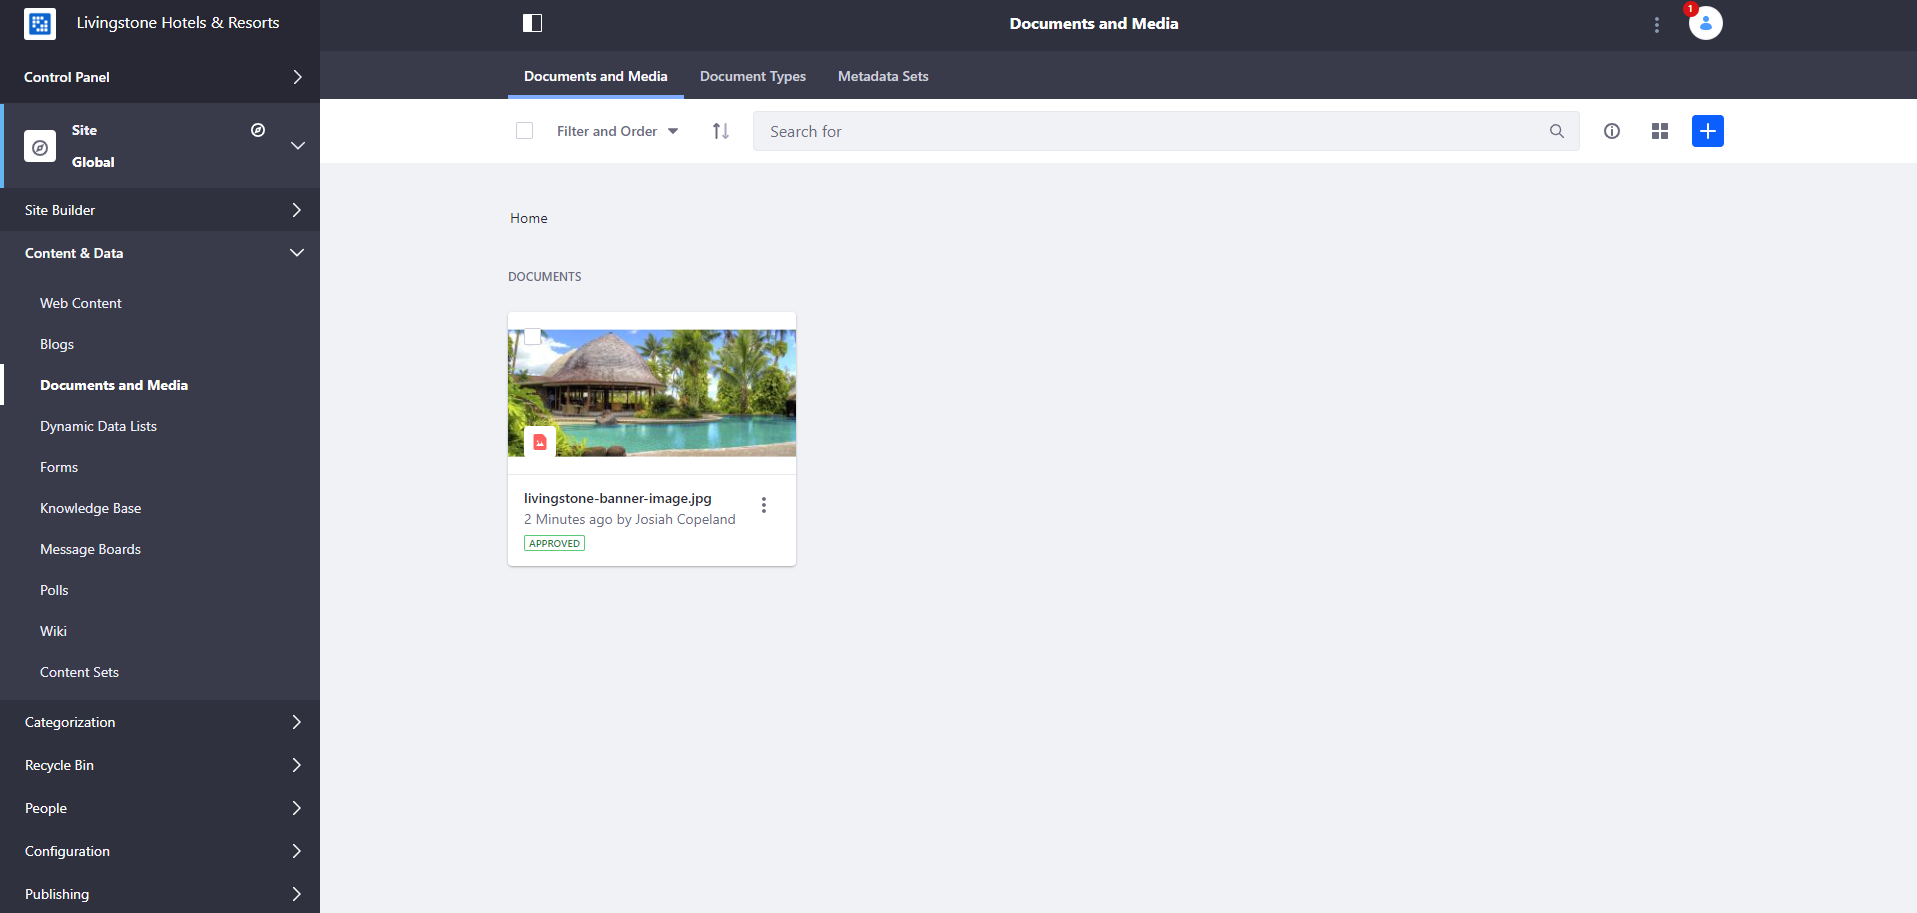 Livingstone Hotels & Resorts
Documents and Media
1
Control Panel
Documents and Media
Document Types
Metadata Sets
Site
Global
Filter and Order
Search for
Site Builder
Home
Content & Data
DOCUMENTS
Web Content
Blogs
Documents and Media
Dynamic Data Lists
Forms
Knowledge Base
Message Boards
Polls
Wiki
Content Sets
livingstone-banner-image.jpg
2 Minutes ago by Josiah Copeland
APPROVED
Categorization
Recycle Bin
People
Configuration
Publishing